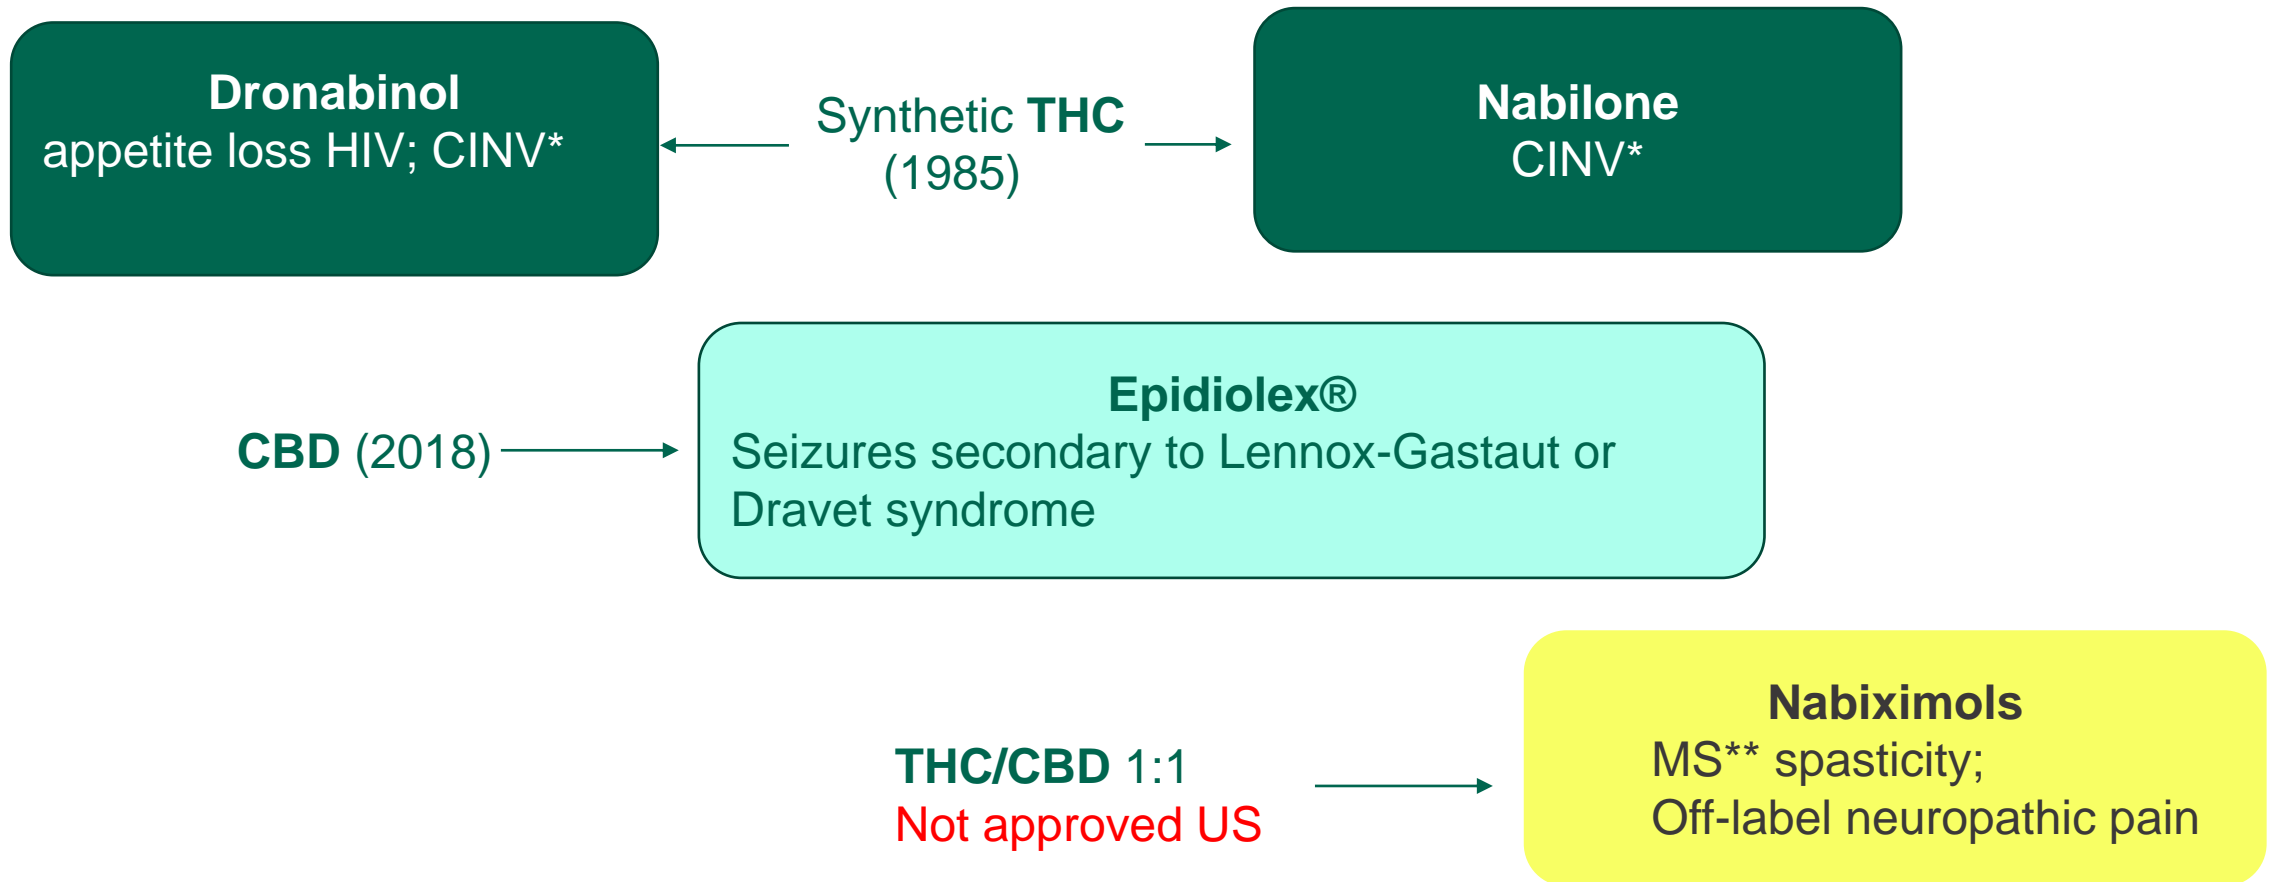 Dronabinol
appetite loss HIV; CINV*
Synthetic THC
(1985)
Nabilone
CINV*
CBD (2018)
Epidiolex®
Seizures secondary to Lennox-Gastaut or
Dravet syndrome
THC/CBD 1:1
Not approved US
Nabiximols
MS** spasticity;
Off-label neuropathic pain